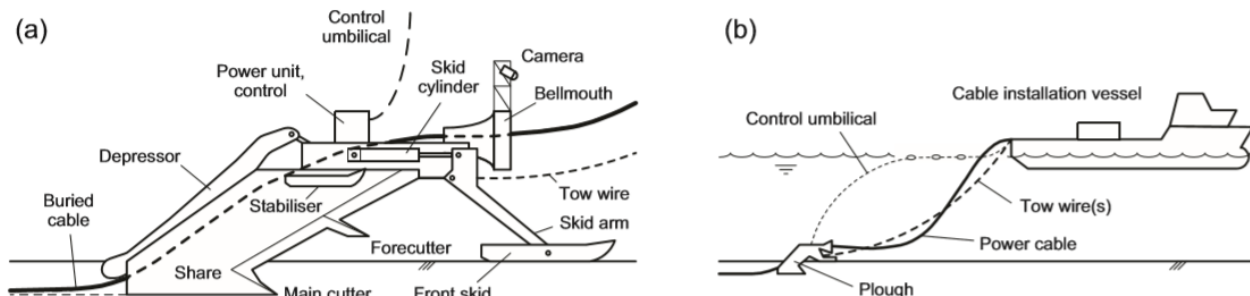 (a)
Control
umbilical
Power unit,
control
Skid
cylinder
Camera
Bellmouth
Depressor
Buried
cable
Stabiliser
Tow wire
Skid arm
Forecutter
Share
Main cutter
Front skid
(b)
Cable installation vessel
Control umbilical
Tow wire(s)
Power cable
Plough